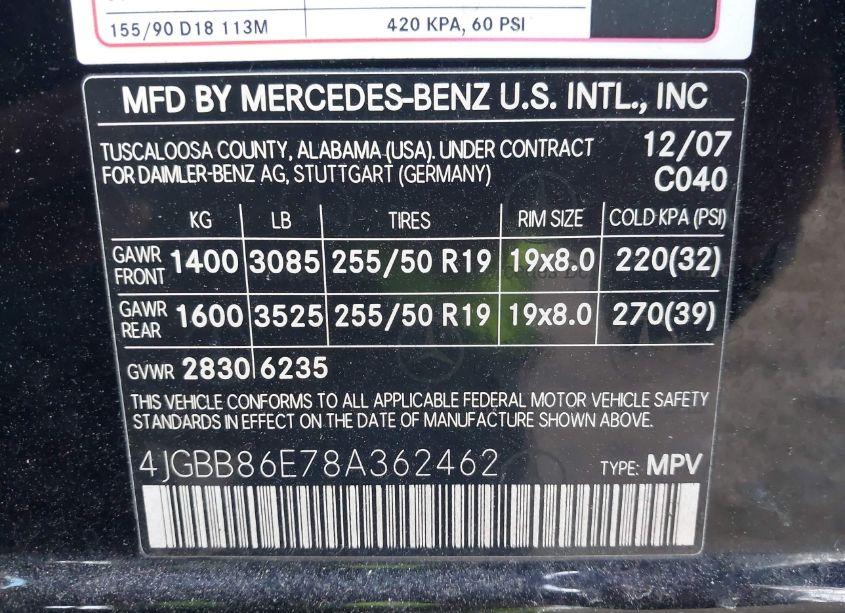 155/90 D18 113M 420 KPA, 60 PSI
MFD BY MERCEDES-BENZ U.S. INTL., INC
TUSCALOOSA COUNTY, ALABAMA (USA). UNDER CONTRACT 12/07
FOR DAIMLER-BENZ AG, STUTTGART (GERMANY) C040
KG LB TIRES RIM SIZE COLD KPA (PSI)
GAWR FRONT 1400 3085 255/50 R19 19x8.0 220(32)
GAWR REAR 1600 3525 255/50 R19 19x8.0 270(39)
GVWR 2830 6235
THIS VEHICLE CONFORMS TO ALL APPLICABLE FEDERAL MOTOR VEHICLE SAFETY
STANDARDS IN EFFECT ON THE DATE OF MANUFACTURE SHOWN ABOVE.
4JGBB86E78A362462 TYPE: MPV